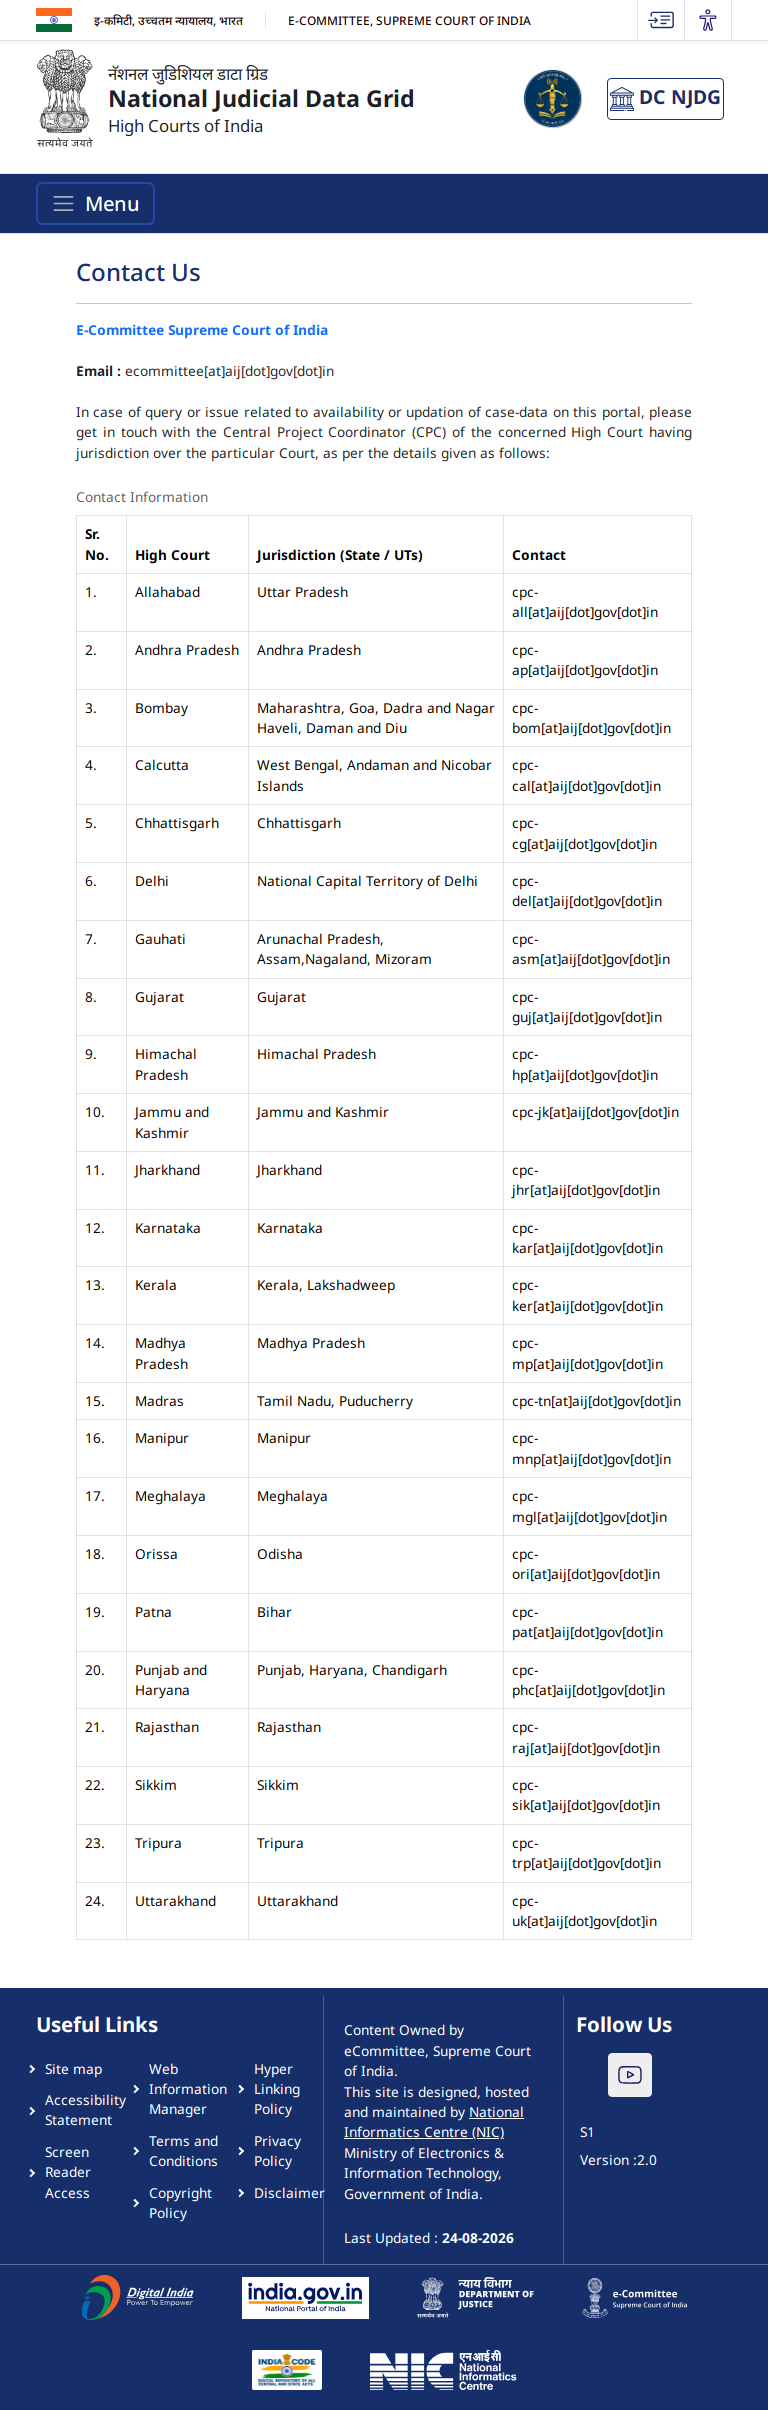 इ-कमिटी, उच्चतम न्यायालय, भारत
E-COMMITTEE, SUPREME COURT OF INDIA
नॅशनल जुडिशियल डाटा ग्रिड
National Judicial Data Grid
High Courts of India
सत्यमेव जयते
DC NJDG
Menu
Contact Us
E-Committee Supreme Court of India
Email : ecommittee[at]aij[dot]gov[dot]in
In case of query or issue related to availability or updation of case-data on this portal, please
get in touch with the Central Project Coordinator (CPC) of the concerned High Court having
jurisdiction over the particular Court, as per the details given as follows:
Contact Information
Sr. No. High Court Jurisdiction (State / UTs) Contact
1. Allahabad Uttar Pradesh cpc-all[at]aij[dot]gov[dot]in
2. Andhra Pradesh Andhra Pradesh cpc-ap[at]aij[dot]gov[dot]in
3. Bombay Maharashtra, Goa, Dadra and Nagar Haveli, Daman and Diu cpc-bom[at]aij[dot]gov[dot]in
4. Calcutta West Bengal, Andaman and Nicobar Islands cpc-cal[at]aij[dot]gov[dot]in
5. Chhattisgarh Chhattisgarh cpc-cg[at]aij[dot]gov[dot]in
6. Delhi National Capital Territory of Delhi cpc-del[at]aij[dot]gov[dot]in
7. Gauhati Arunachal Pradesh, Assam,Nagaland, Mizoram cpc-asm[at]aij[dot]gov[dot]in
8. Gujarat Gujarat cpc-guj[at]aij[dot]gov[dot]in
9. Himachal Pradesh Himachal Pradesh cpc-hp[at]aij[dot]gov[dot]in
10. Jammu and Kashmir Jammu and Kashmir cpc-jk[at]aij[dot]gov[dot]in
11. Jharkhand Jharkhand cpc-jhr[at]aij[dot]gov[dot]in
12. Karnataka Karnataka cpc-kar[at]aij[dot]gov[dot]in
13. Kerala Kerala, Lakshadweep cpc-ker[at]aij[dot]gov[dot]in
14. Madhya Pradesh Madhya Pradesh cpc-mp[at]aij[dot]gov[dot]in
15. Madras Tamil Nadu, Puducherry cpc-tn[at]aij[dot]gov[dot]in
16. Manipur Manipur cpc-mnp[at]aij[dot]gov[dot]in
17. Meghalaya Meghalaya cpc-mgl[at]aij[dot]gov[dot]in
18. Orissa Odisha cpc-ori[at]aij[dot]gov[dot]in
19. Patna Bihar cpc-pat[at]aij[dot]gov[dot]in
20. Punjab and Haryana Punjab, Haryana, Chandigarh cpc-phc[at]aij[dot]gov[dot]in
21. Rajasthan Rajasthan cpc-raj[at]aij[dot]gov[dot]in
22. Sikkim Sikkim cpc-sik[at]aij[dot]gov[dot]in
23. Tripura Tripura cpc-trp[at]aij[dot]gov[dot]in
24. Uttarakhand Uttarakhand cpc-uk[at]aij[dot]gov[dot]in
Useful Links
Site map
Accessibility
Statement
Screen
Reader
Access
Web
Information
Manager
Terms and
Conditions
Copyright
Policy
Hyper
Linking
Policy
Privacy
Policy
Disclaimer
Content Owned by
eCommittee, Supreme Court
of India.
This site is designed, hosted
and maintained by National
Informatics Centre (NIC)
Ministry of Electronics &
Information Technology,
Government of India.
Last Updated : 24-08-2026
Follow Us
S1
Version :2.0
Digital India
Power To Empower
india.gov.in
National Portal of India
सत्यमेव जयते
न्याय विभाग
DEPARTMENT OF
JUSTICE
e-Committee
Supreme Court of India
INDIA CODE
DIGITAL REPOSITORY OF ALL
CENTRAL AND STATE ACTS
NIC
एनआईसी
National
Informatics
Centre